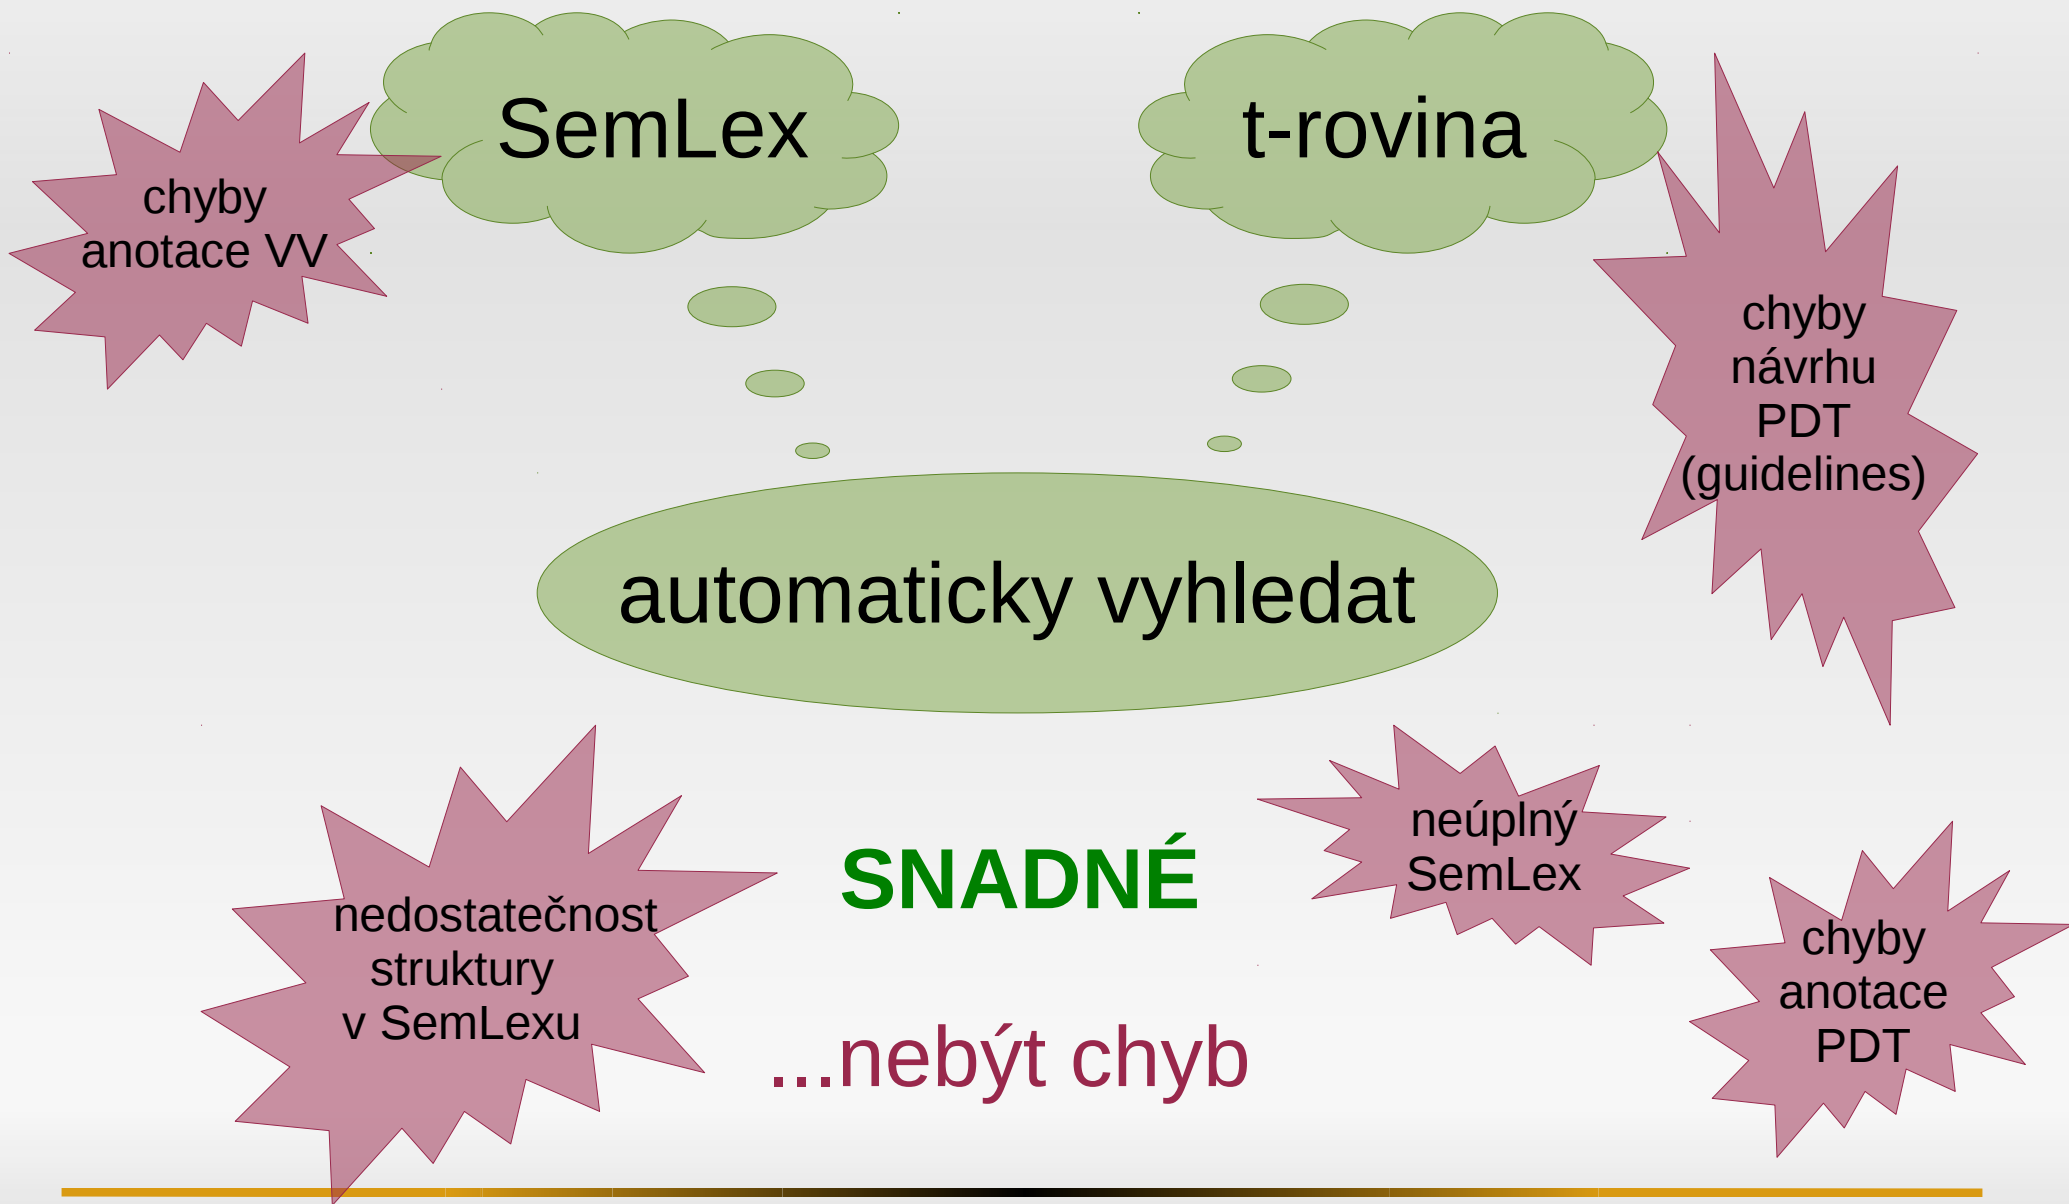 SemLex
t-rovina
chyby
anotace VV
chyby
návrhu
PDT
(guidelines)
automaticky vyhledat
nedostatečnost
struktury
v SemLexu
SNADNÉ
...nebýt chyb
neúplný
SemLex
chyby
anotace
PDT